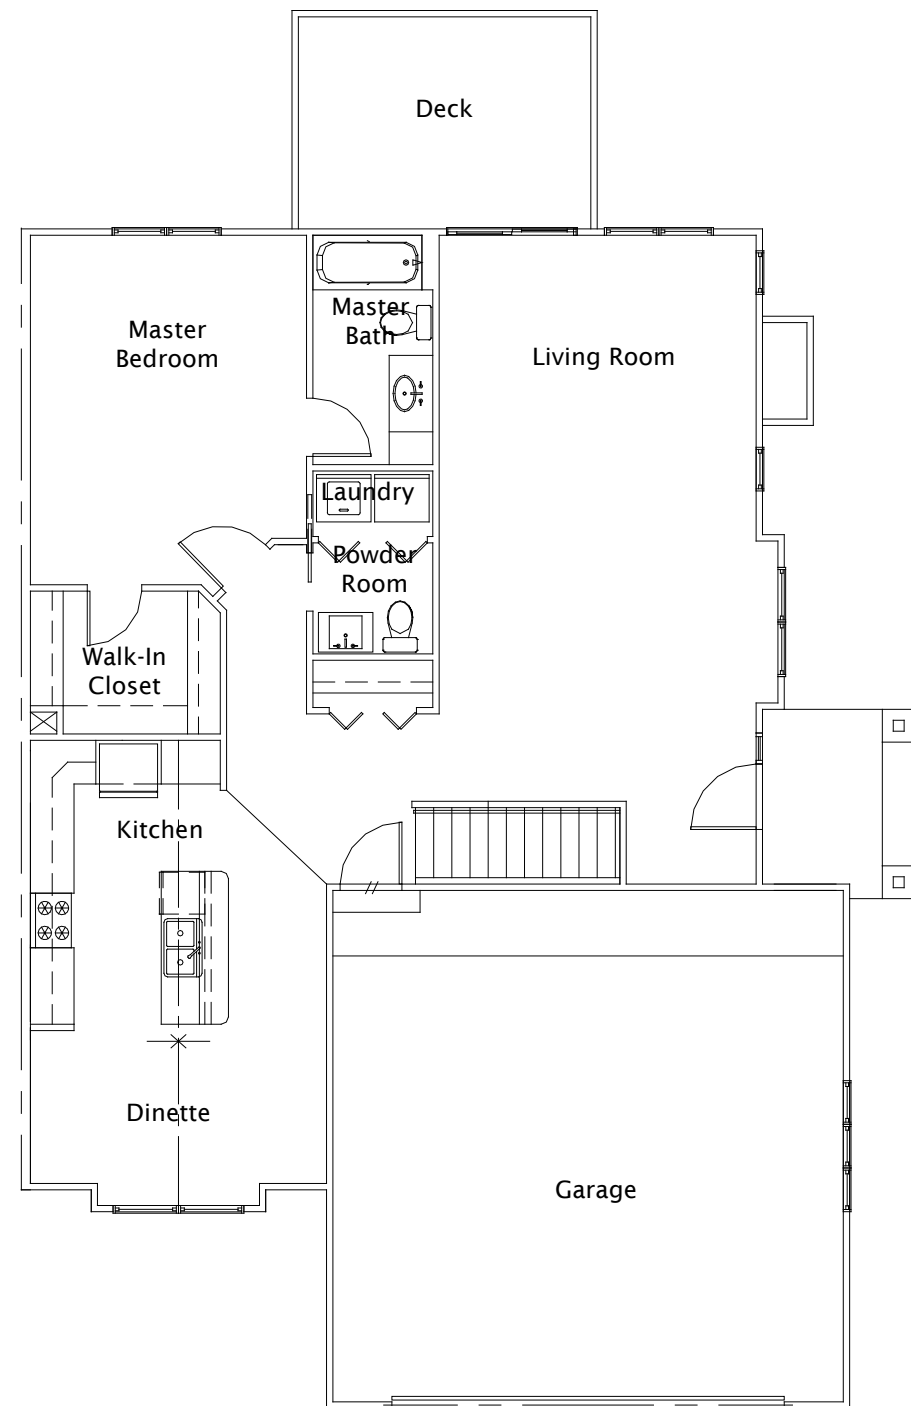 Deck
Master
Bedroom
Master
Bath
Living Room
Laundry
Powder
Room
Walk-In
Closet
Kitchen
Dinette
Garage